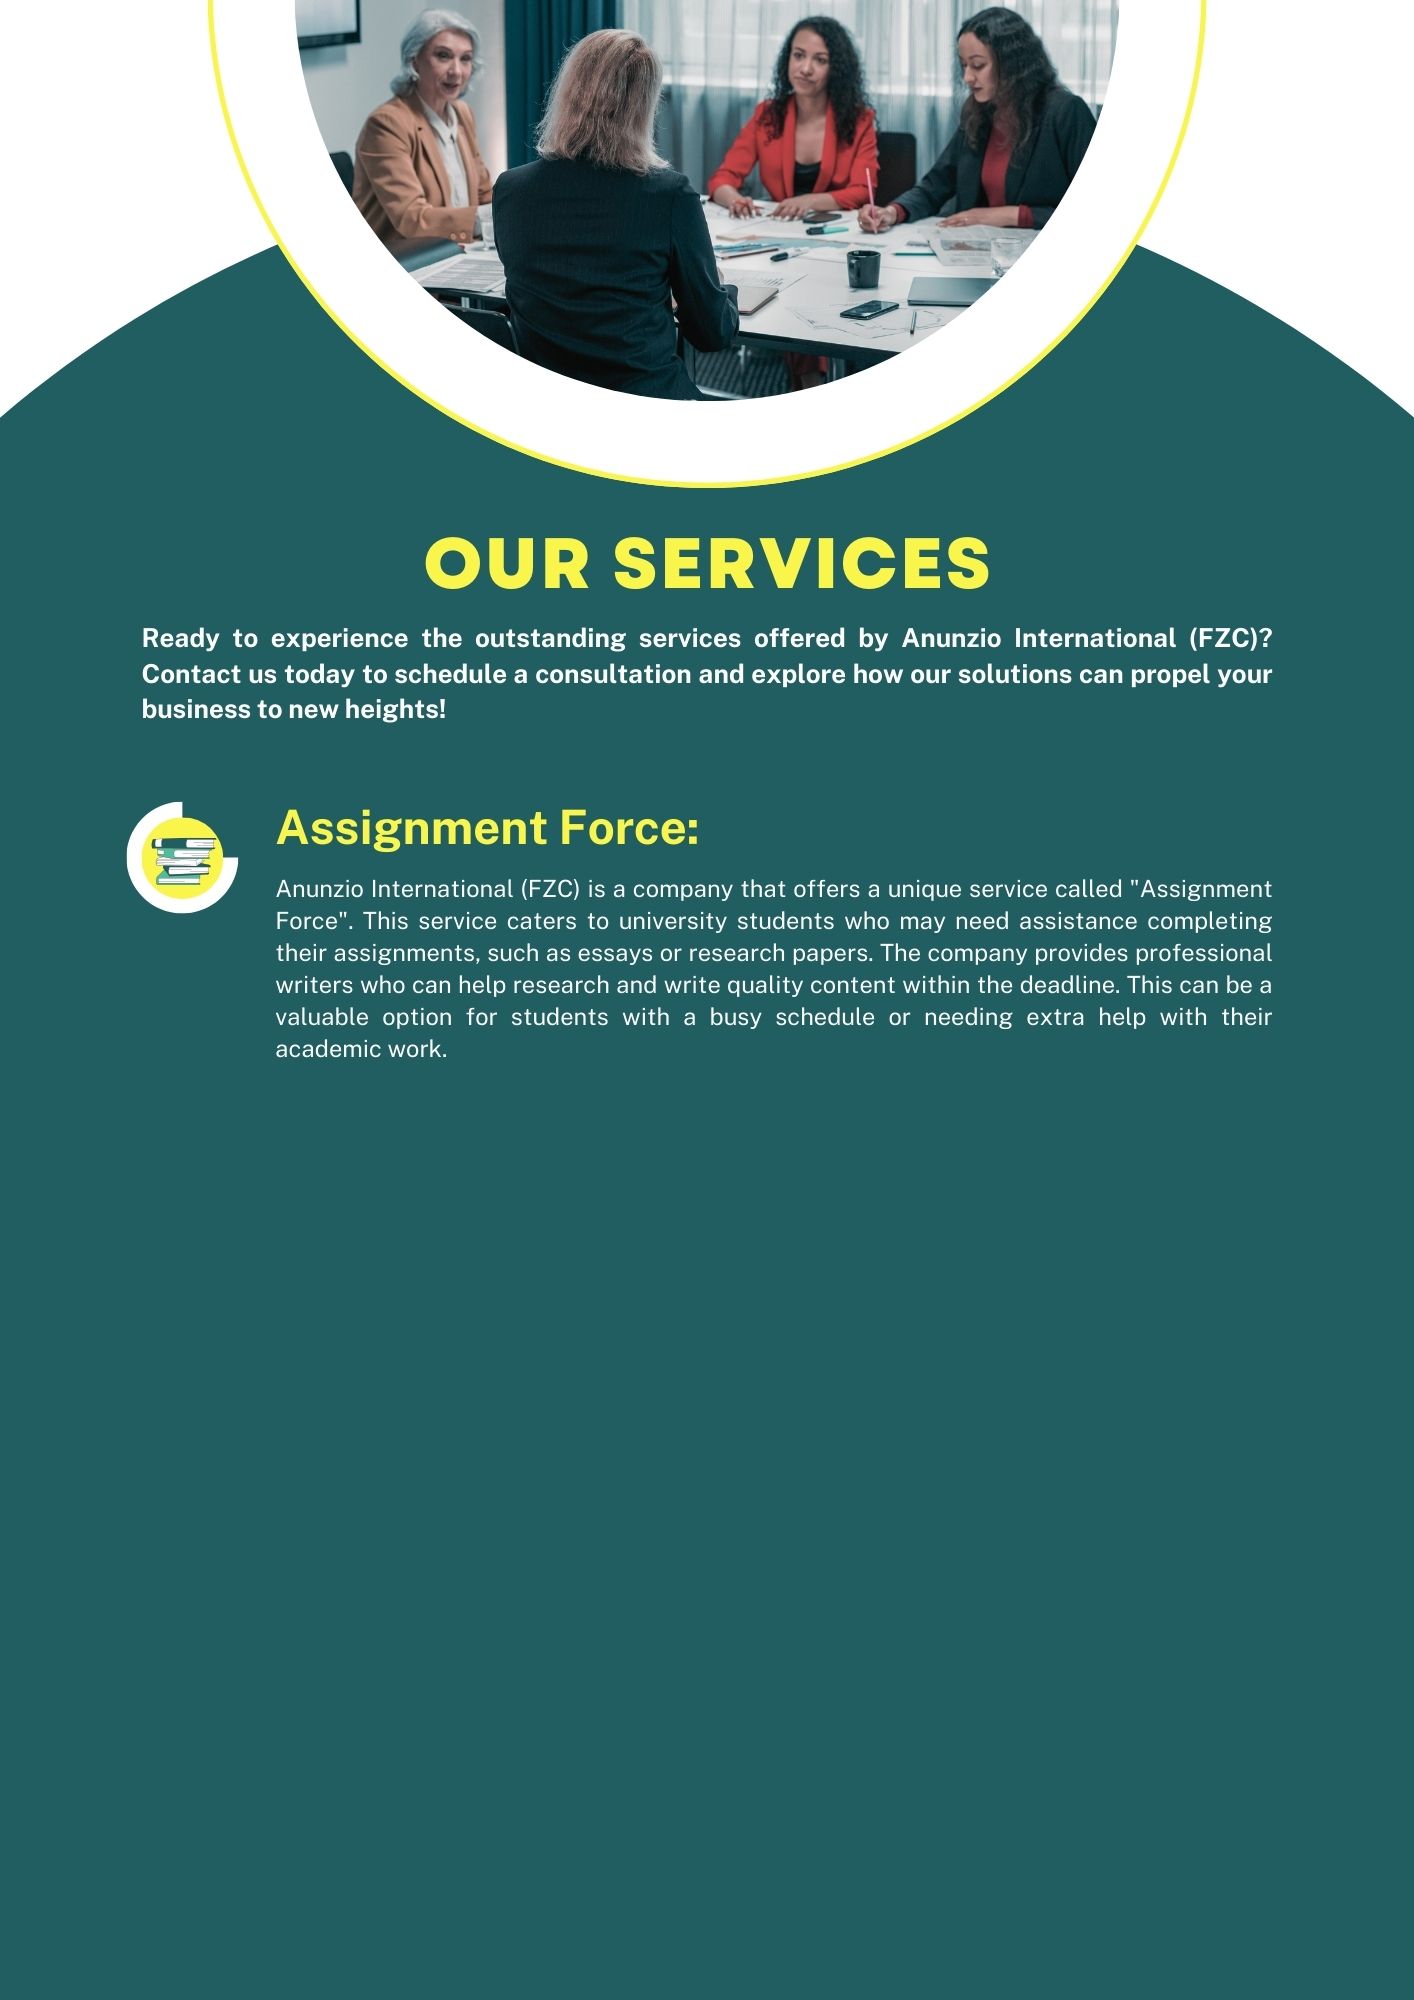 OUR SERVICES
Ready to experience the outstanding services offered by Anunzio International (FZC)?
Contact us today to schedule a consultation and explore how our solutions can propel your
business to new heights!
Assignment Force:
Anunzio International (FZC) is a company that offers a unique service called "Assignment
Force". This service caters to university students who may need assistance completing
their assignments, such as essays or research papers. The company provides professional
writers who can help research and write quality content within the deadline. This can be a
valuable option for students with a busy schedule or needing extra help with their
academic work.